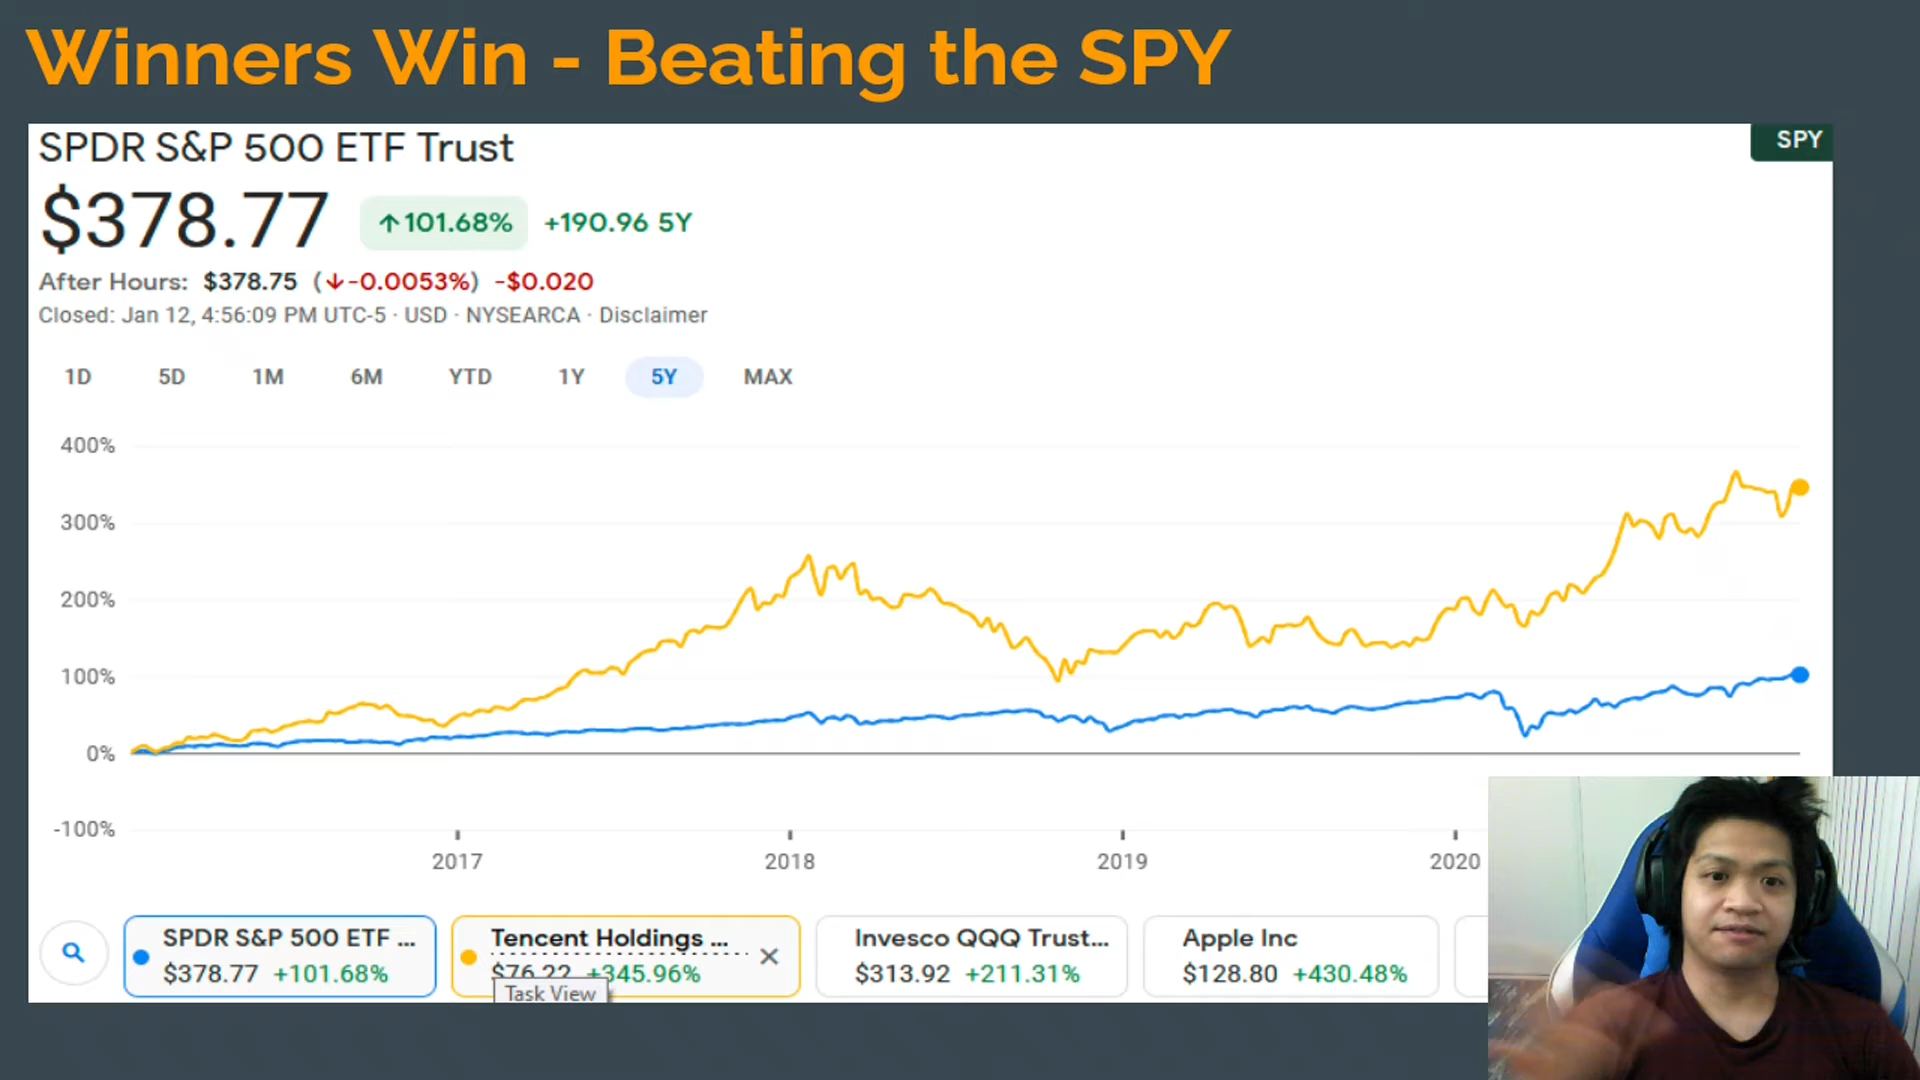 Winners Win - Beating the SPY
SPDR S&P 500 ETF Trust
SPY
$378.77 ↑101.68% +190.96 5Y
After Hours: $378.75 (↓-0.0053%) -$0.020
Closed: Jan 12, 4:56:09 PM UTC-5 · USD · NYSEARCA · Disclaimer
1D 5D 1M 6M YTD 1Y 5Y MAX
400%
300%
200%
100%
0%
-100%
2017 2018 2019 2020
SPDR S&P 500 ETF ... Tencent Holdings ... Invesco QQQ Trust... Apple Inc
$378.77 +101.68% $76.22 +345.96% $313.92 +211.31% $128.80 +430.48%
Task View